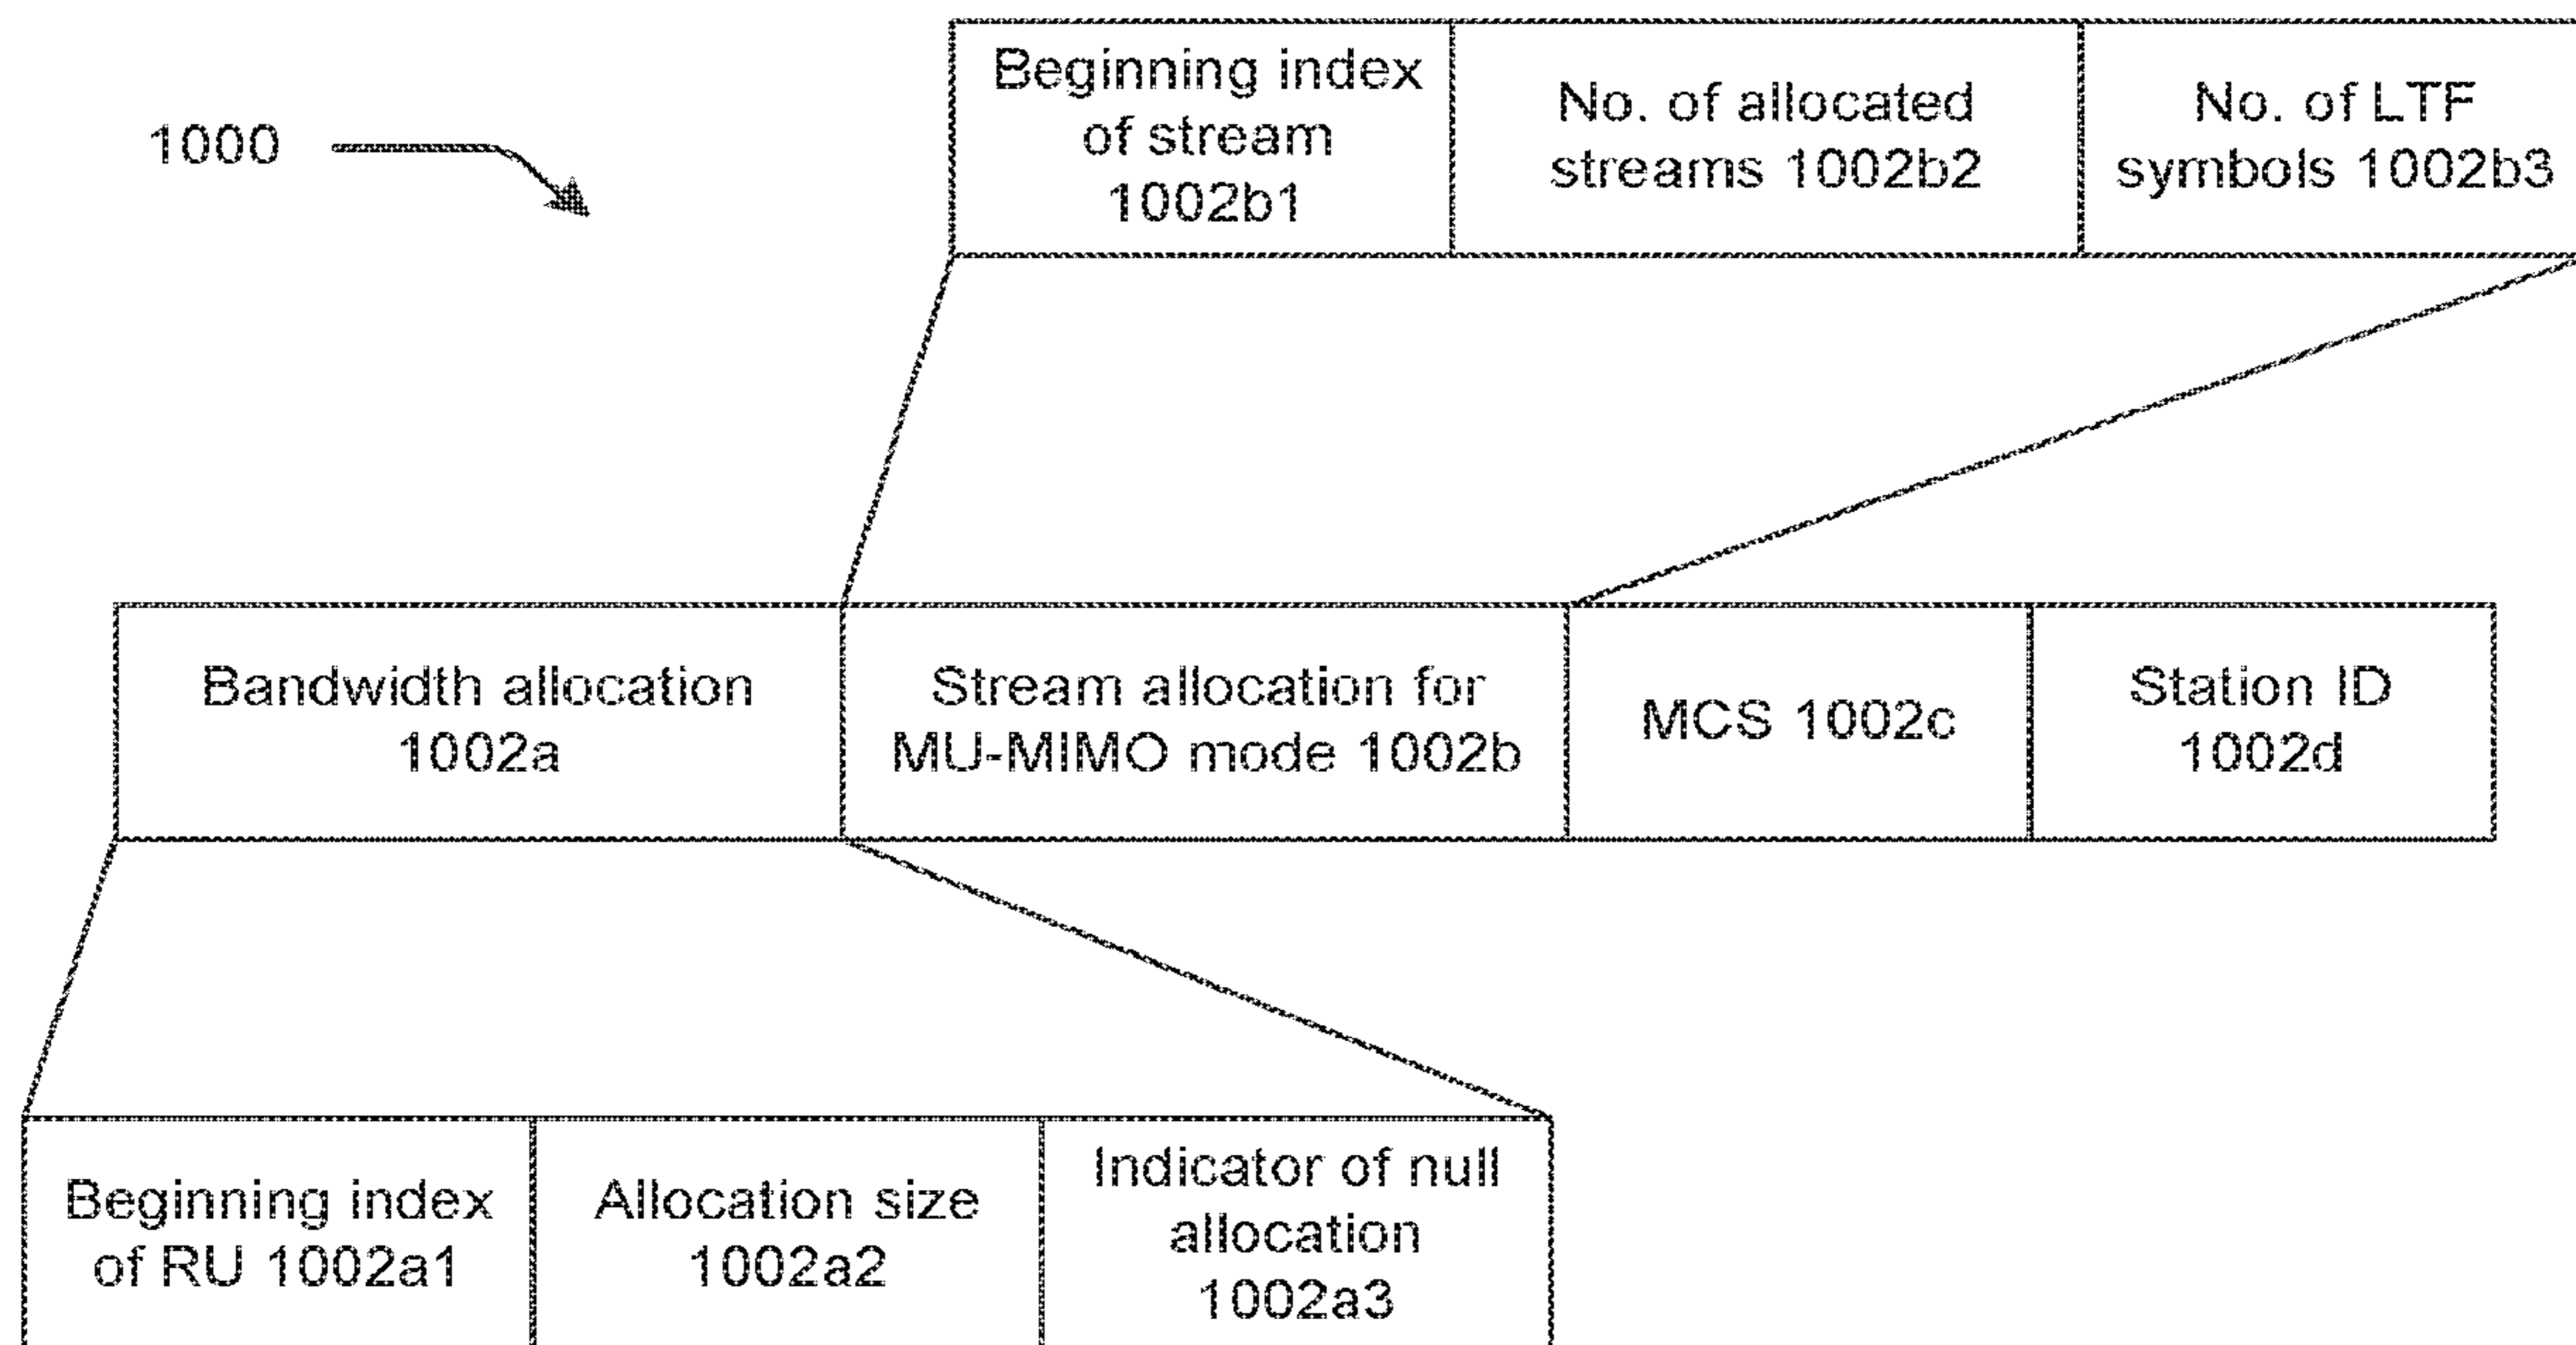 1000
Beginning index
of stream
1002b1
No. of allocated
streams 1002b2
No. of LTF
symbols 1002b3
Bandwidth allocation
1002a
Stream allocation for
MU-MIMO mode 1002b
MCS 1002c
Station ID
1002d
Beginning index
of RU 1002a1
Allocation size
1002a2
Indicator of null
allocation
1002a3